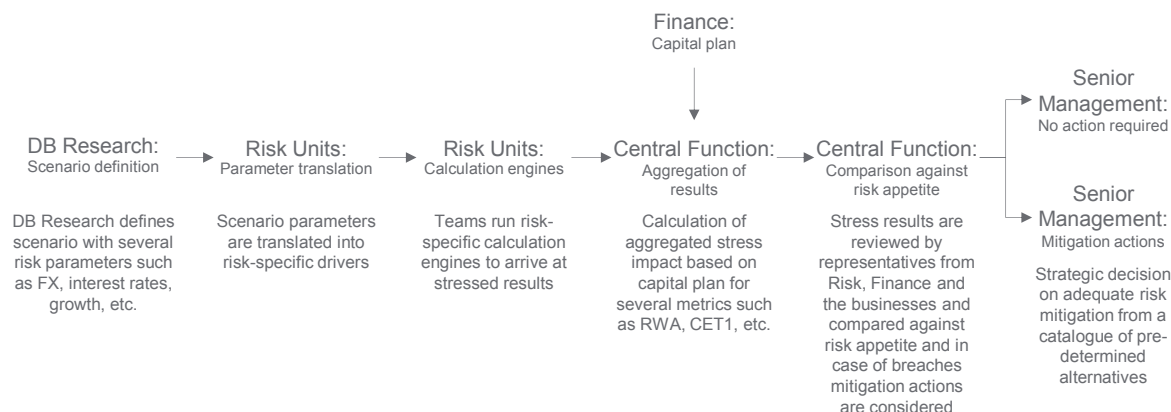 Finance:
Capital plan
DB Research:
Scenario definition
DB Research defines
scenario with several
risk parameters such
as FX, interest rates,
growth, etc.
Risk Units:
Parameter translation
Scenario parameters
are translated into
risk-specific drivers
Risk Units:
Calculation engines
Teams run risk-
specific calculation
engines to arrive at
stressed results
Central Function:
Aggregation of
results
Calculation of
aggregated stress
impact based on
capital plan for
several metrics such
as RWA, CET1, etc.
Central Function:
Comparison against
risk appetite
Stress results are
reviewed by
representatives from
Risk, Finance and
the businesses and
compared against
risk appetite and in
case of breaches
mitigation actions
are considered
Senior
Management:
No action required
Senior
Management:
Mitigation actions
Strategic decision
on adequate risk
mitigation from a
catalogue of pre-
determined
alternatives